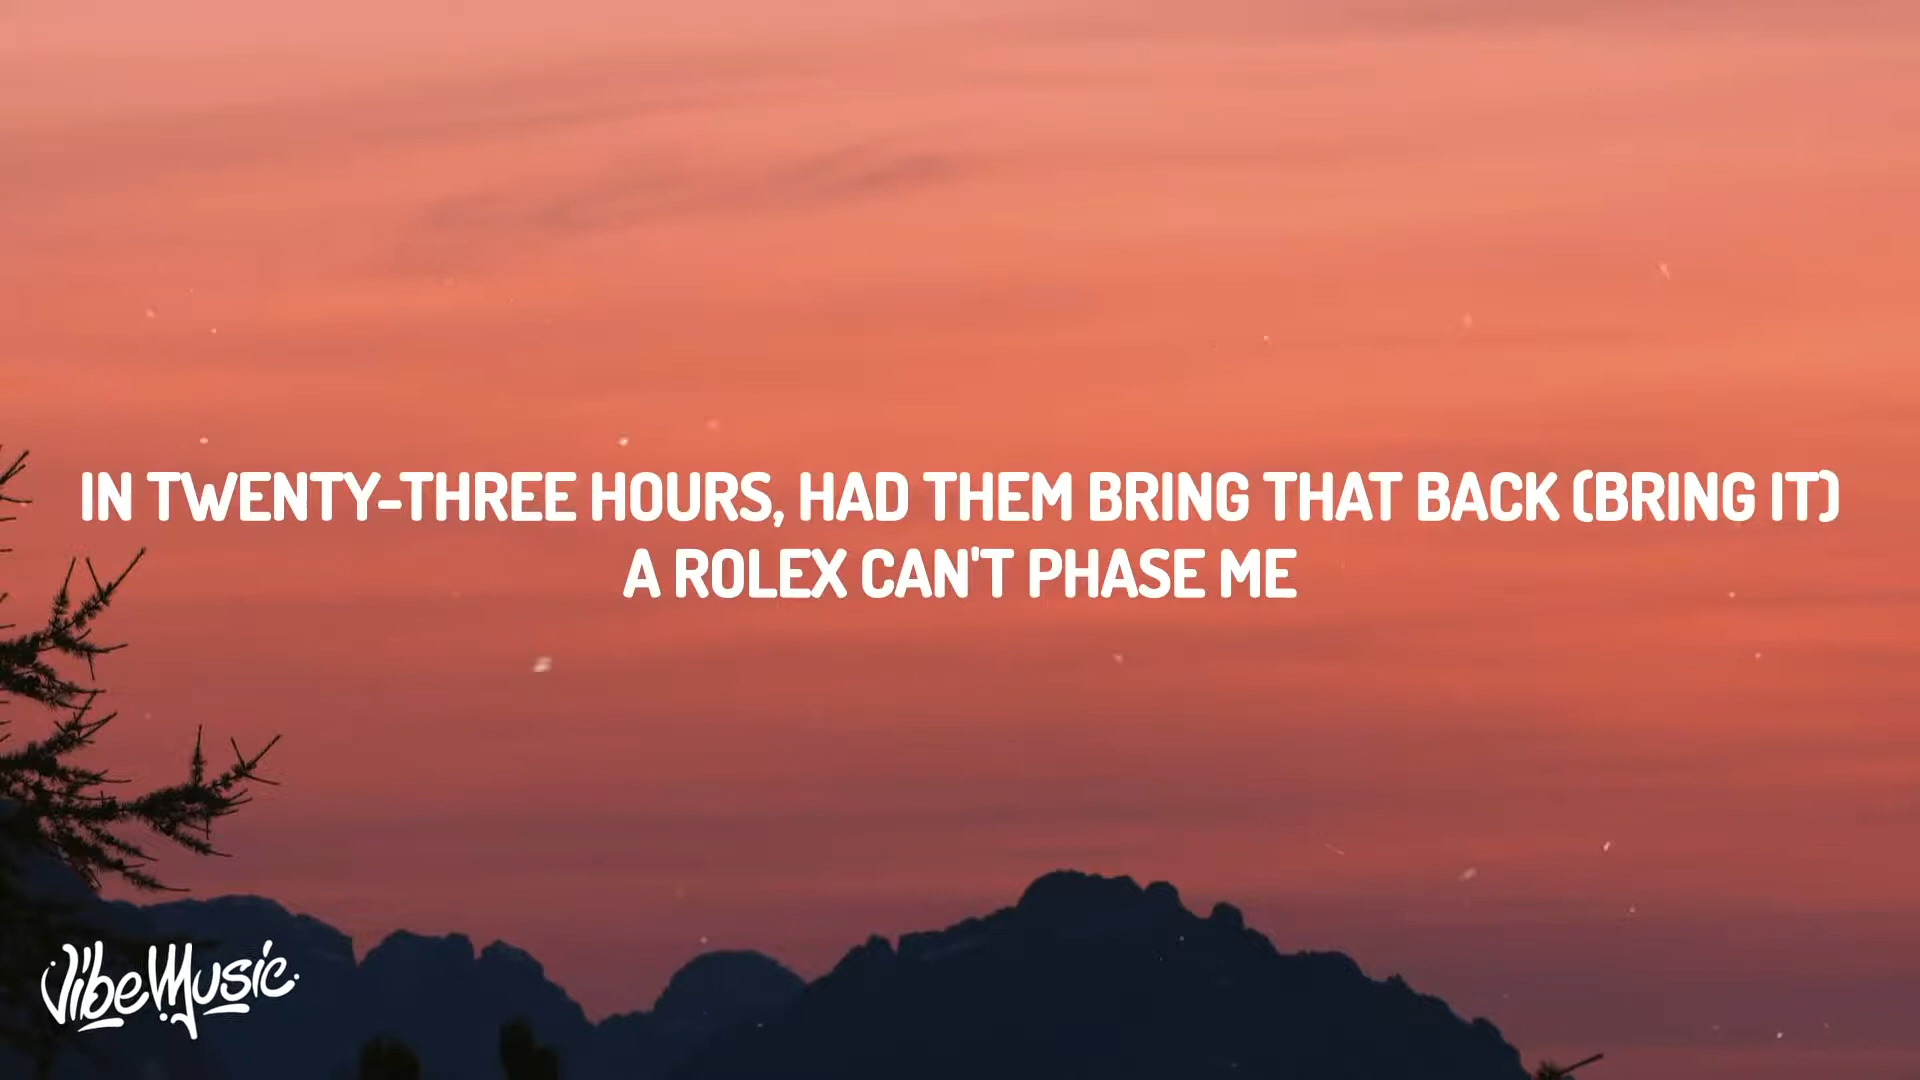 IN TWENTY-THREE HOURS, HAD THEM BRING THAT BACK (BRING IT)
A ROLEX CAN'T PHASE ME
VibeMusic